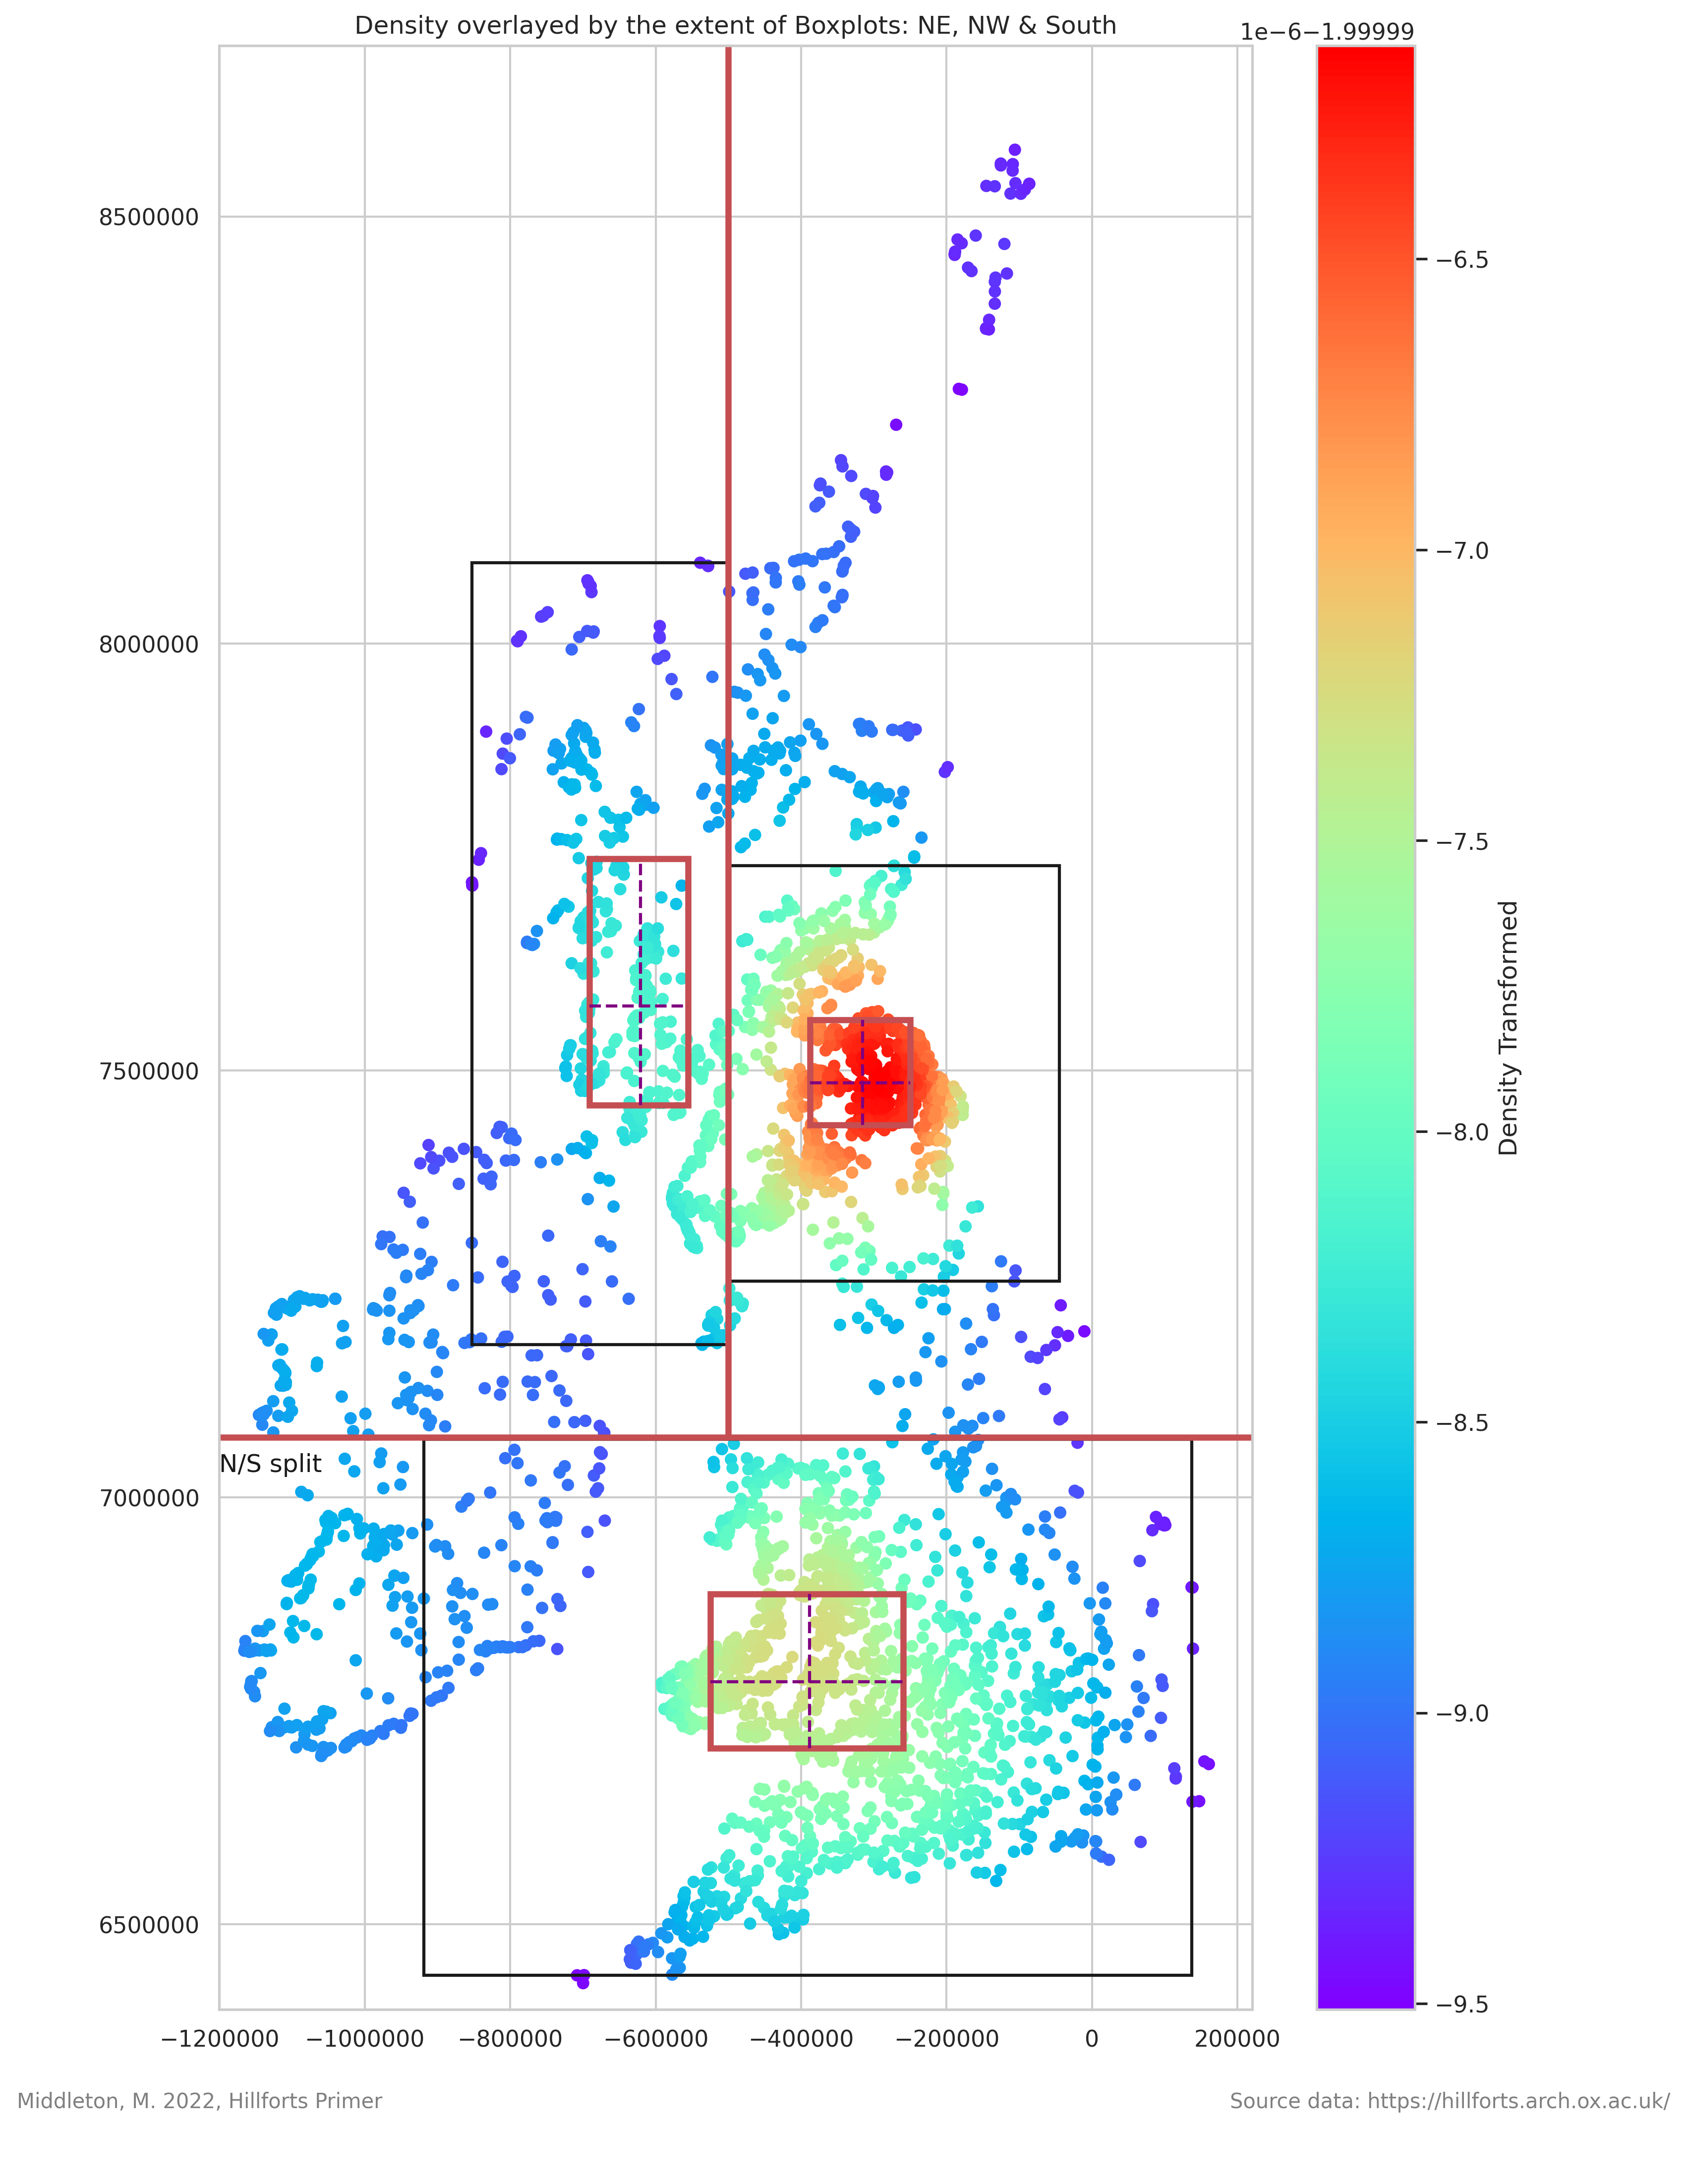 Density overlayed by the extent of Boxplots: NE, NW & South
1e−6−1.99999
8500000
8000000
7500000
7000000
6500000
N/S split
−1200000 −1000000 −800000 −600000 −400000 −200000 0 200000
−6.5
−7.0
−7.5
−8.0
−8.5
−9.0
−9.5
Density Transformed
Middleton, M. 2022, Hillforts Primer
Source data: https://hillforts.arch.ox.ac.uk/